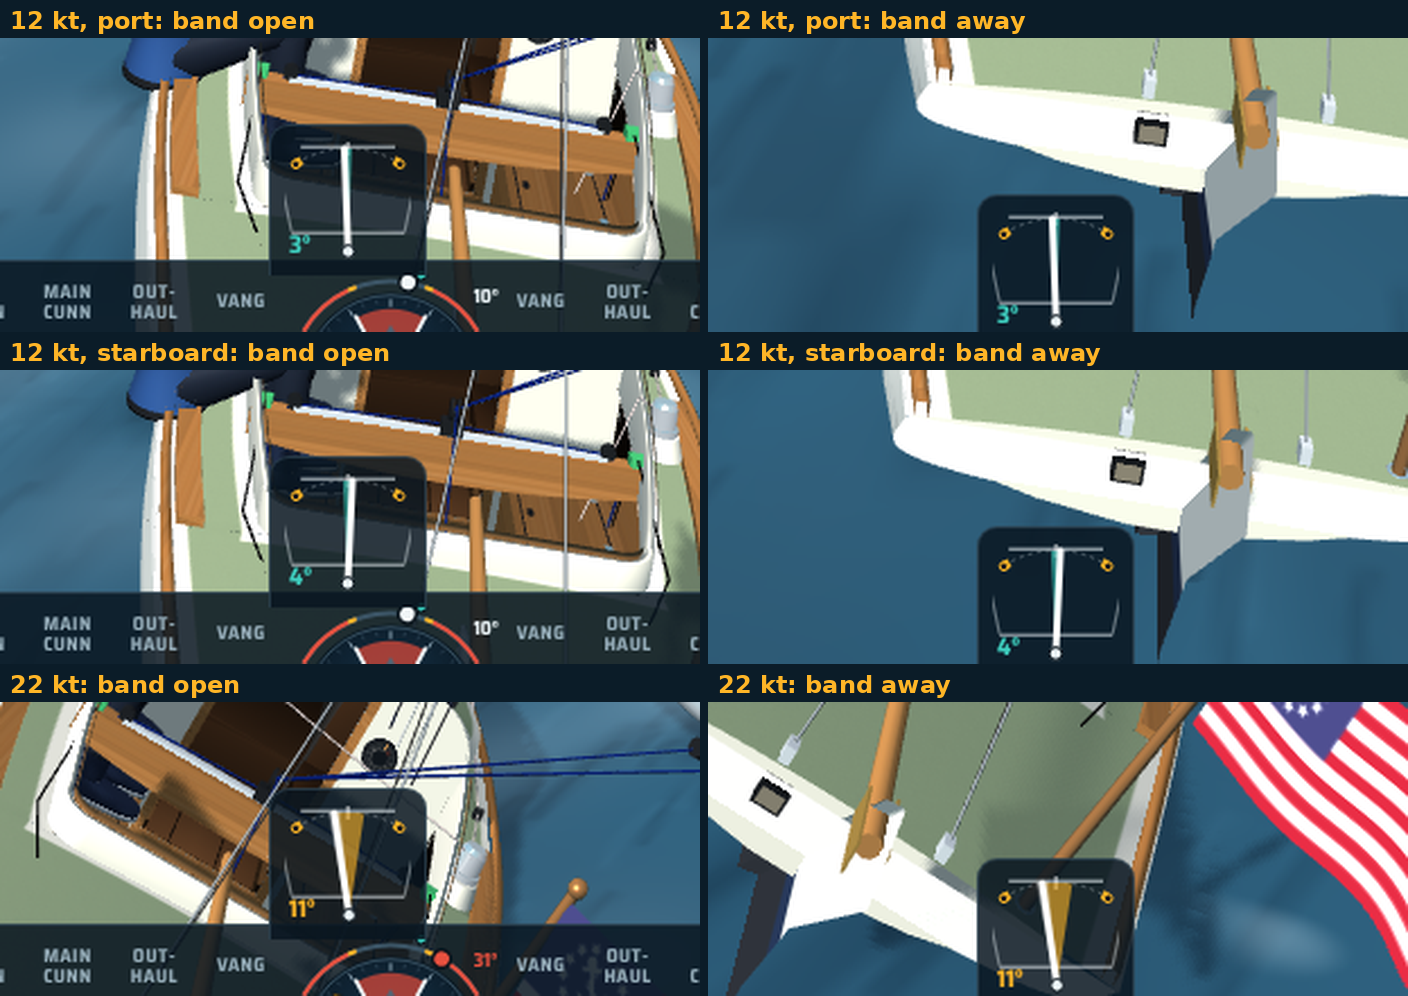 12 kt, port: band open
12 kt, port: band away
3°
MAIN CUNN
OUT-HAUL
VANG
10°
VANG
OUT-HAUL
C
3°
12 kt, starboard: band open
12 kt, starboard: band away
4°
MAIN CUNN
OUT-HAUL
VANG
10°
VANG
OUT-HAUL
C
4°
22 kt: band open
22 kt: band away
11°
MAIN CUNN
OUT-HAUL
VANG
31°
VANG
OUT-HAUL
C
11°